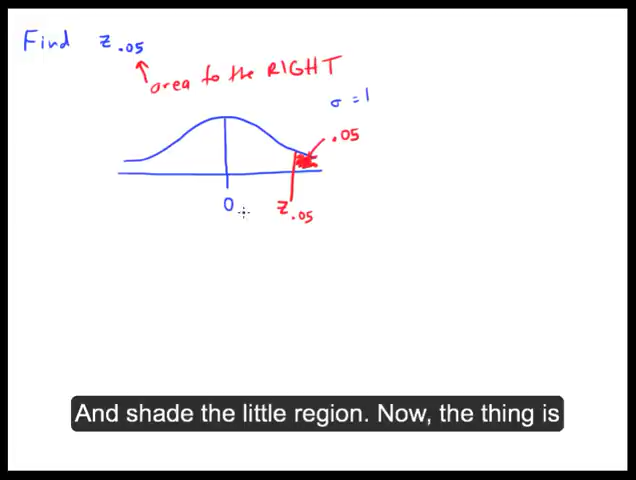 Find z .05
area to the RIGHT
σ = 1
.05
0
z .05
And shade the little region. Now, the thing is